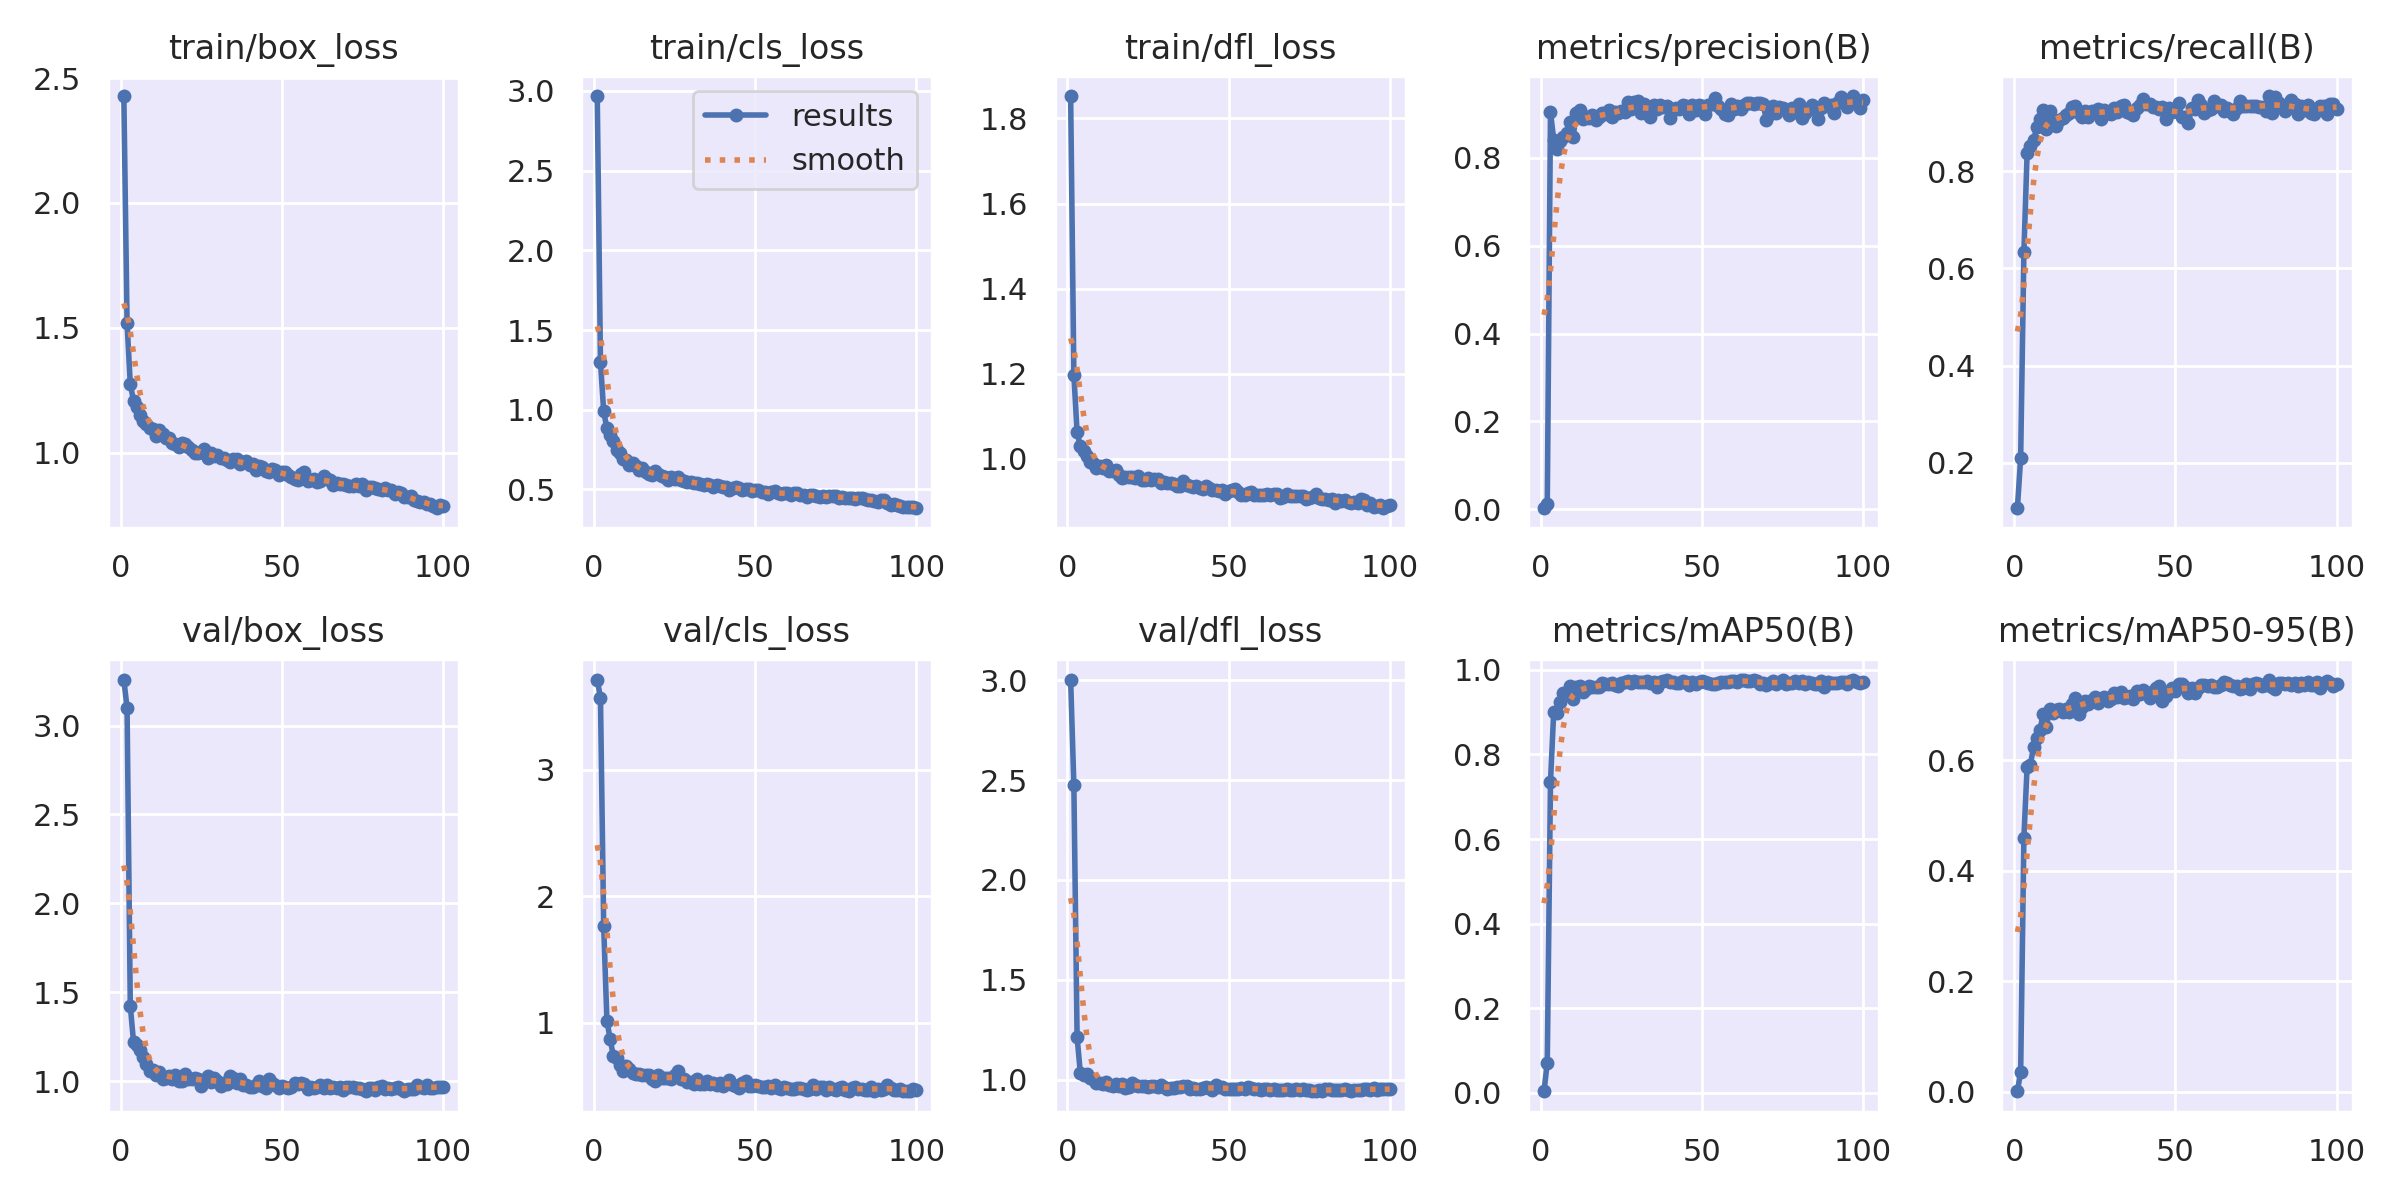 train/box_loss
2.5
2.0
1.5
1.0
0 50 100
train/cls_loss
3.0
2.5
2.0
1.5
1.0
0.5
results
smooth
0 50 100
train/dfl_loss
1.8
1.6
1.4
1.2
1.0
0 50 100
metrics/precision(B)
0.8
0.6
0.4
0.2
0.0
0 50 100
metrics/recall(B)
0.8
0.6
0.4
0.2
0 50 100
val/box_loss
3.0
2.5
2.0
1.5
1.0
0 50 100
val/cls_loss
3
2
1
0 50 100
val/dfl_loss
3.0
2.5
2.0
1.5
1.0
0 50 100
metrics/mAP50(B)
1.0
0.8
0.6
0.4
0.2
0.0
0 50 100
metrics/mAP50-95(B)
0.6
0.4
0.2
0.0
0 50 100